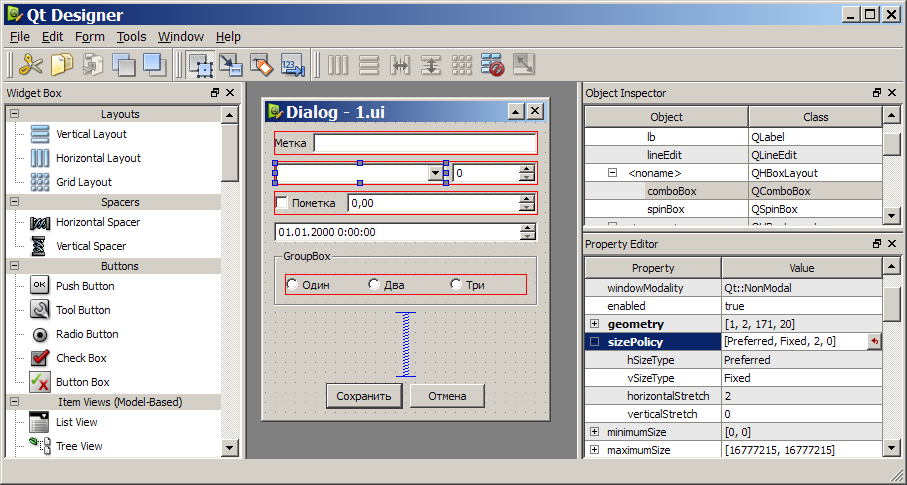 Qt Designer
File Edit Form Tools Window Help
123
Widget Box
Layouts
Vertical Layout
Horizontal Layout
Grid Layout
Spacers
Horizontal Spacer
Vertical Spacer
Buttons
OK Push Button
Tool Button
Radio Button
Check Box
Button Box
Item Views (Model-Based)
List View
Tree View
Dialog - 1.ui
Метка
0
Пометка 0,00
01.01.2000 0:00:00
GroupBox
Один Два Три
Сохранить Отмена
Object Inspector
Object Class
lb QLabel
lineEdit QLineEdit
<noname> QHBoxLayout
comboBox QComboBox
spinBox QSpinBox
Property Editor
Property Value
windowModality Qt::NonModal
enabled true
geometry [1, 2, 171, 20]
sizePolicy [Preferred, Fixed, 2, 0]
hSizeType Preferred
vSizeType Fixed
horizontalStretch 2
verticalStretch 0
minimumSize [0, 0]
maximumSize [16777215, 16777215]